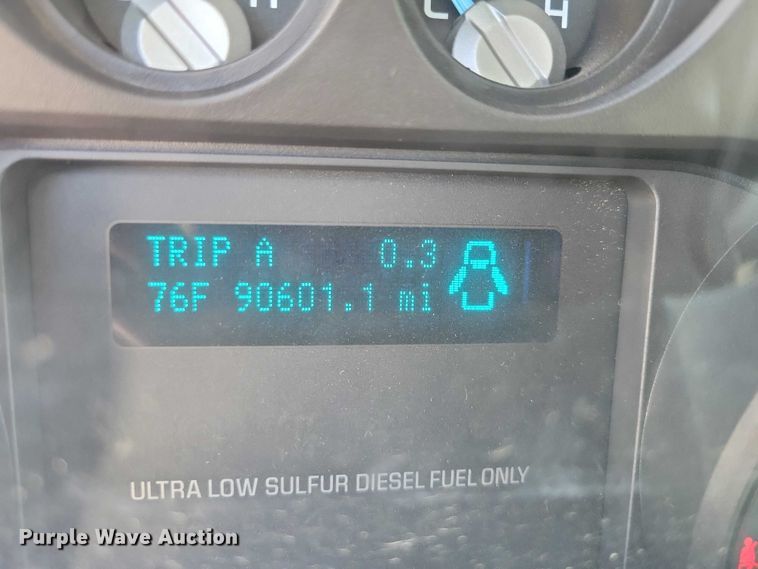 H
C H
TRIP A 0.3
76F 90601.1 mi
ULTRA LOW SULFUR DIESEL FUEL ONLY
Purple Wave Auction